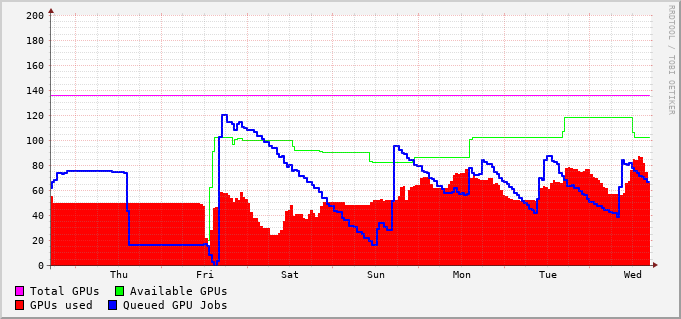 200
180
160
140
120
100
80
60
40
20
0
Thu Fri Sat Sun Mon Tue Wed
Total GPUs Available GPUs
GPUs used Queued GPU Jobs
RRDTOOL / TOBI OETIKER